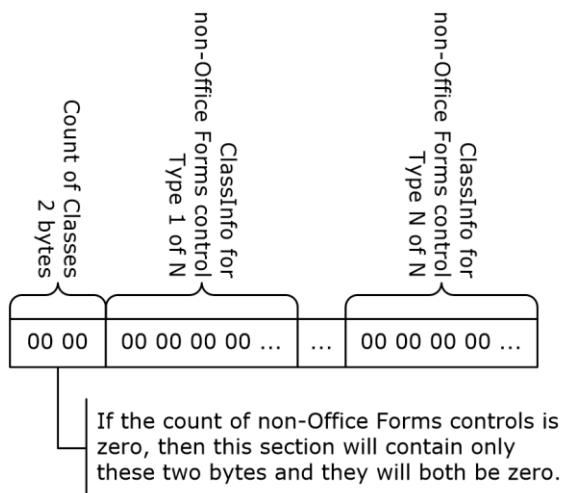 Count of Classes
2 bytes
ClassInfo for
non-Office Forms control
Type 1 of N
ClassInfo for
non-Office Forms control
Type N of N
00 00
00 00 00 00 ...
...
00 00 00 00 ...
If the count of non-Office Forms controls is
zero, then this section will contain only
these two bytes and they will both be zero.